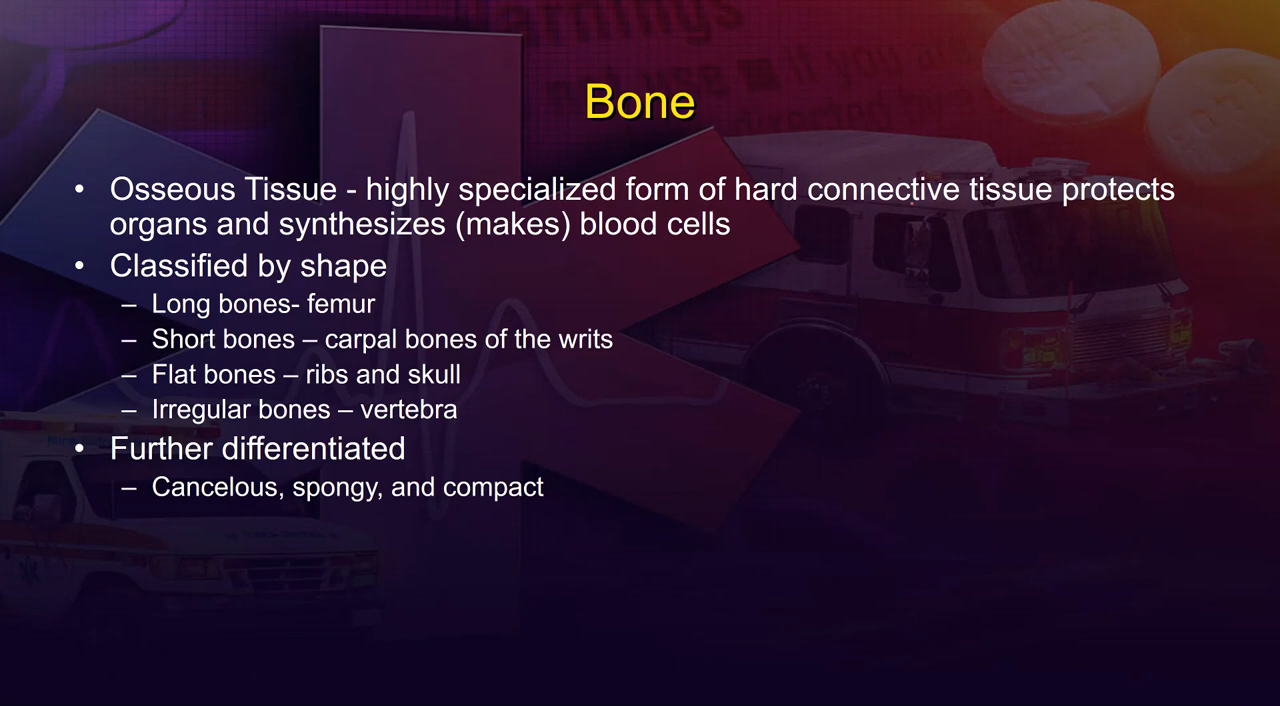 Bone
• Osseous Tissue - highly specialized form of hard connective tissue protects
organs and synthesizes (makes) blood cells
• Classified by shape
– Long bones- femur
– Short bones – carpal bones of the writs
– Flat bones – ribs and skull
– Irregular bones – vertebra
• Further differentiated
– Cancelous, spongy, and compact